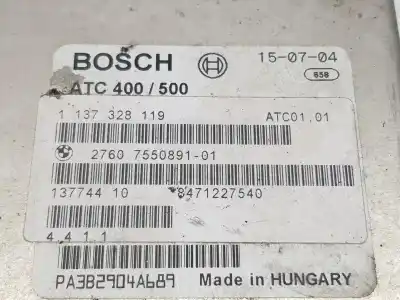 BOSCH 15-07-04
658
ATC 400 / 500
1 137 328 119 ATC01.01
2760 7550891-01
137744 10 8471227540
4 4 1 1
PA3B2904A689 Made in HUNGARY